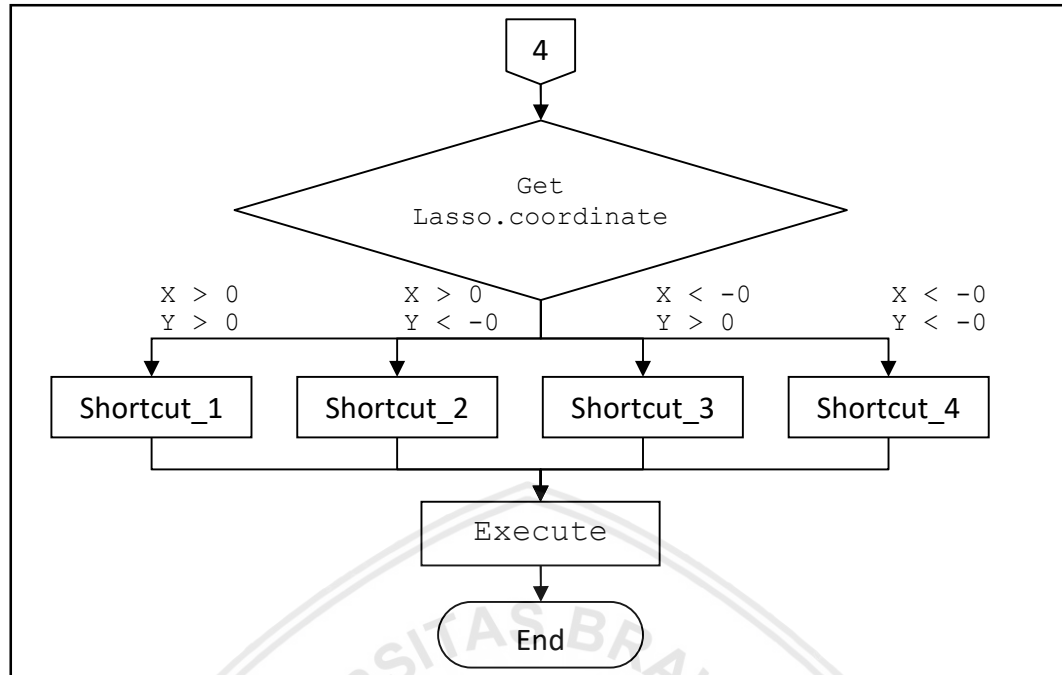 4
Get
Lasso.coordinate
X > 0
Y > 0
X > 0
Y < -0
X < -0
Y > 0
X < -0
Y < -0
Shortcut_1
Shortcut_2
Shortcut_3
Shortcut_4
Execute
End